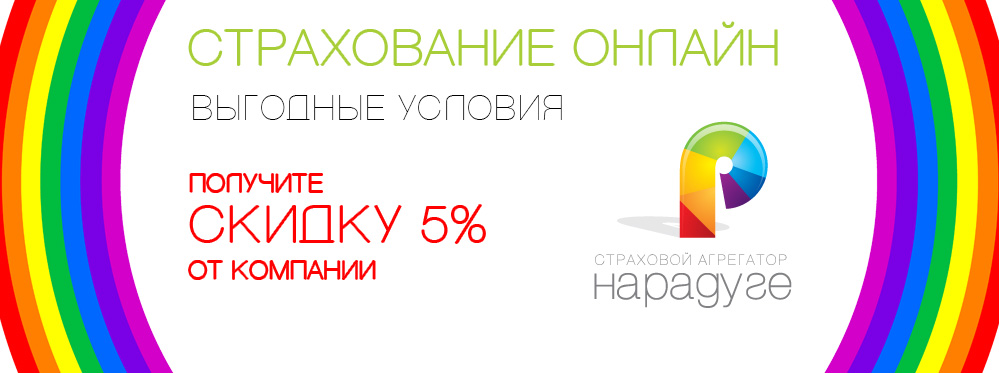 СТРАХОВАНИЕ ОНЛАЙН
ВЫГОДНЫЕ УСЛОВИЯ
ПОЛУЧИТЕ
СКИДКУ 5%
ОТ КОМПАНИИ
СТРАХОВОЙ АГРЕГАТОР
нарадуге